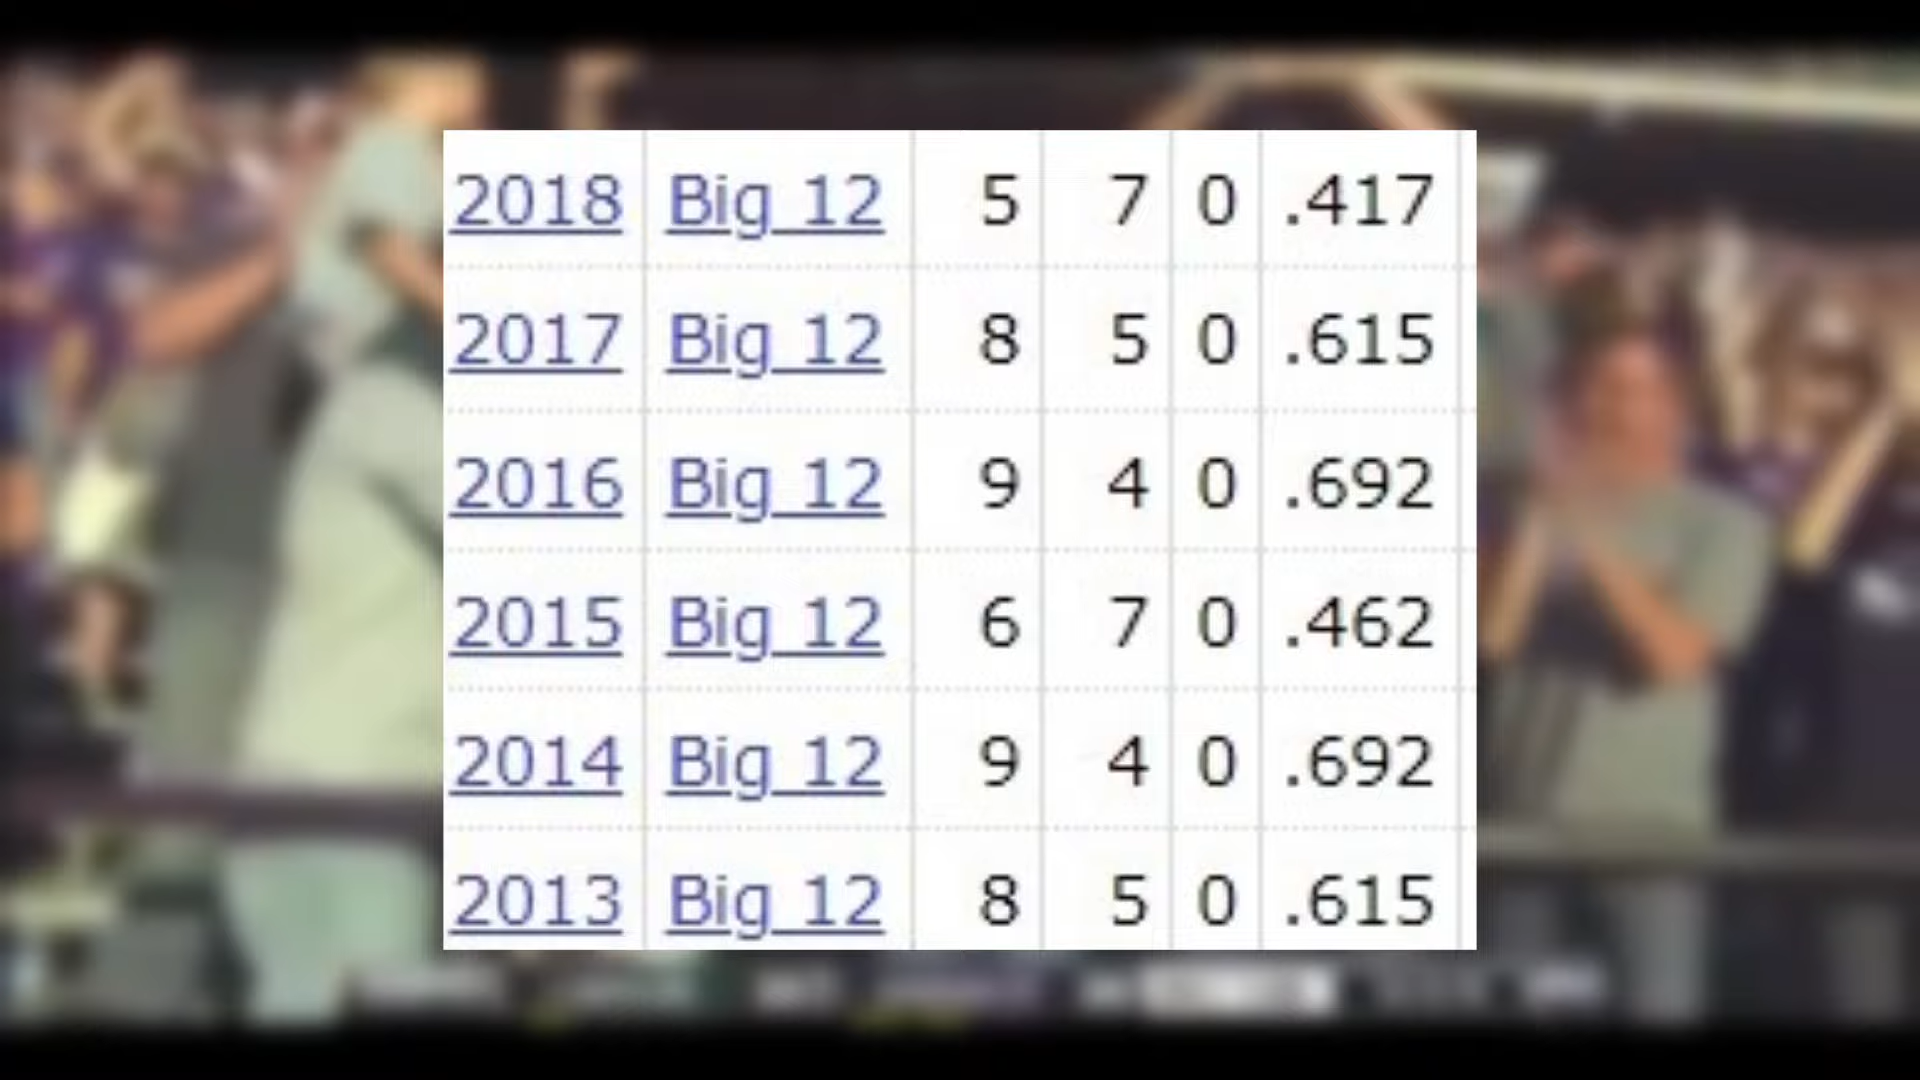 2018 Big 12 5 7 0 .417
2017 Big 12 8 5 0 .615
2016 Big 12 9 4 0 .692
2015 Big 12 6 7 0 .462
2014 Big 12 9 4 0 .692
2013 Big 12 8 5 0 .615